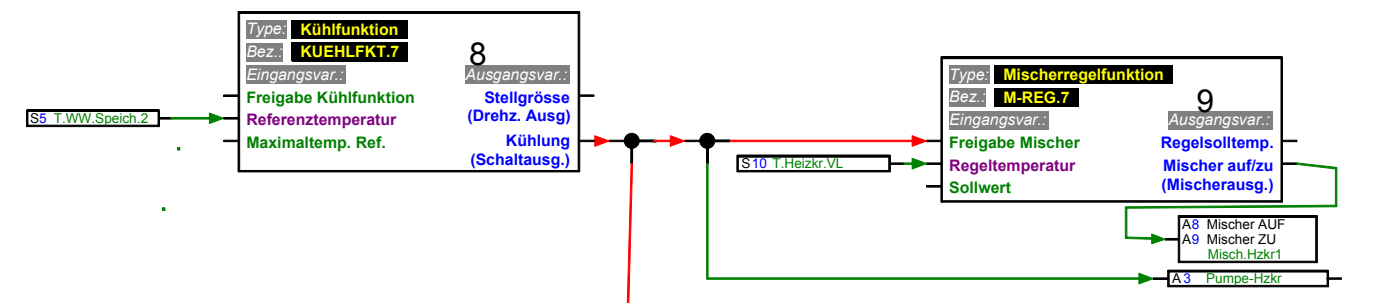 Type: Kühlfunktion
Bez.: KUEHLFKT.7
8
Eingangsvar.: Ausgangsvar.:
Freigabe Kühlfunktion Stellgrösse
Referenztemperatur (Drehz. Ausg)
Maximaltemp. Ref. Kühlung
(Schaltausg.)
S5 T.WW.Speich.2
Type: Mischerregelfunktion
Bez.: M-REG.7
9
Eingangsvar.: Ausgangsvar.:
Freigabe Mischer Regelsolltemp.
Regeltemperatur Mischer auf/zu
Sollwert (Mischerausg.)
S10 T.Heizkr.VL
A8 Mischer AUF
A9 Mischer ZU
Misch.Hzkr1
A3 Pumpe-Hzkr